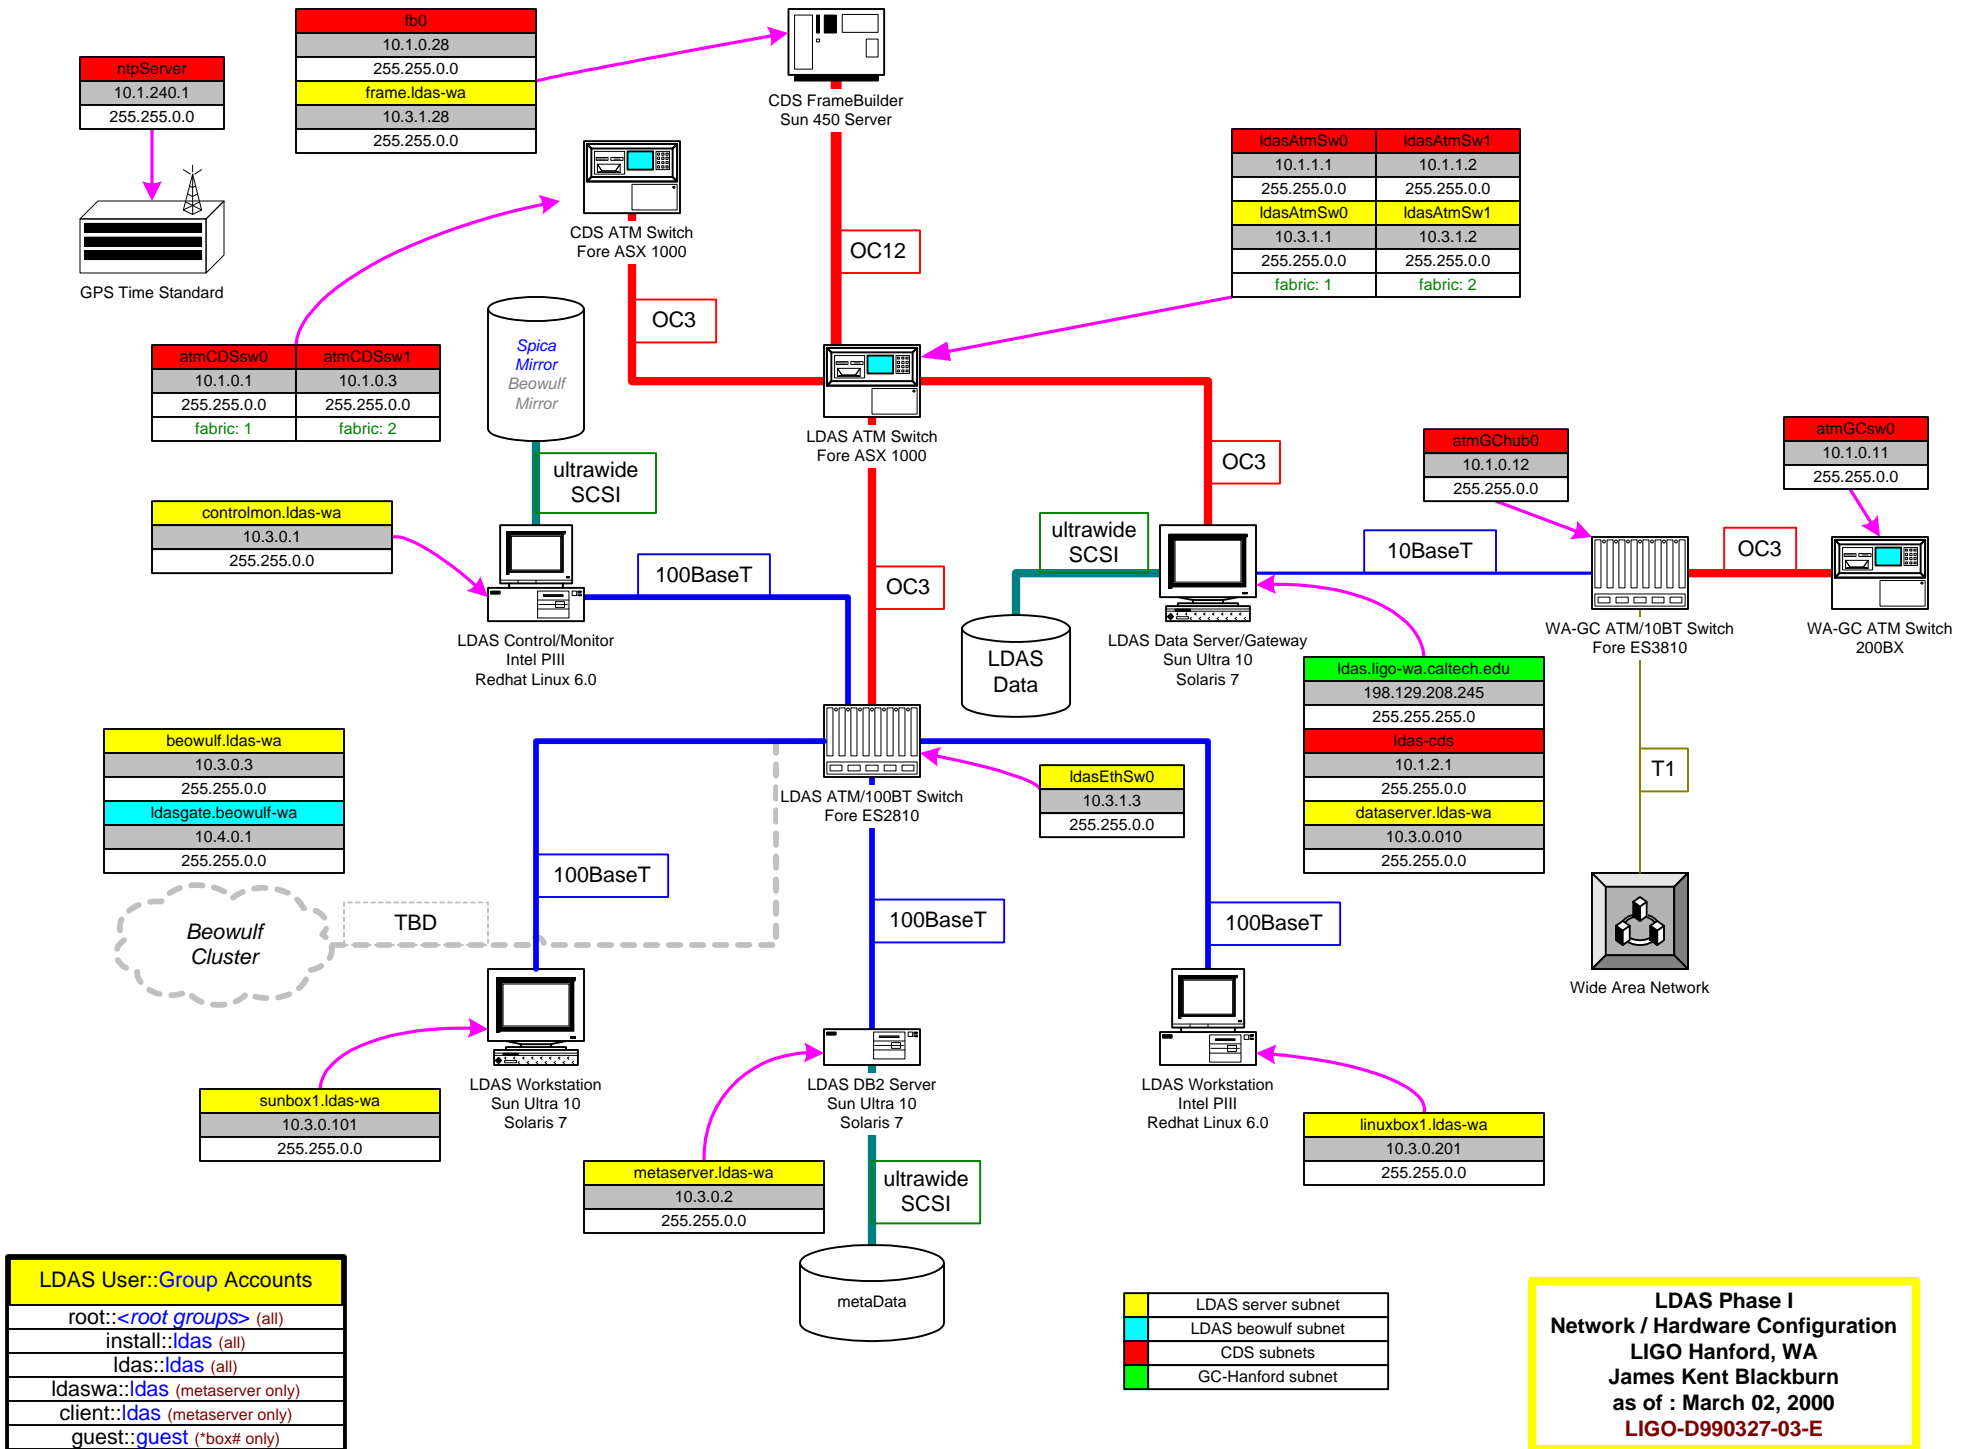 fb0
10.1.0.28
255.255.0.0
frame.ldas-wa
10.3.1.28
255.255.0.0
ntpServer
10.1.240.1
255.255.0.0
GPS Time Standard
CDS FrameBuilder
Sun 450 Server
CDS ATM Switch
Fore ASX 1000
OC12
OC3
ldasAtmSw0 ldasAtmSw1
10.1.1.1 10.1.1.2
255.255.0.0 255.255.0.0
ldasAtmSw0 ldasAtmSw1
10.3.1.1 10.3.1.2
255.255.0.0 255.255.0.0
fabric: 1 fabric: 2
atmCDSsw0 atmCDSsw1
10.1.0.1 10.1.0.3
255.255.0.0 255.255.0.0
fabric: 1 fabric: 2
Spica
Mirror
Beowulf
Mirror
LDAS ATM Switch
Fore ASX 1000
ultrawide
SCSI
OC3
atmGChub0
10.1.0.12
255.255.0.0
atmGCsw0
10.1.0.11
255.255.0.0
controlmon.ldas-wa
10.3.0.1
255.255.0.0
100BaseT
OC3
ultrawide
SCSI
10BaseT
OC3
LDAS Control/Monitor
Intel PIII
Redhat Linux 6.0
LDAS
Data
LDAS Data Server/Gateway
Sun Ultra 10
Solaris 7
WA-GC ATM/10BT Switch
Fore ES3810
WA-GC ATM Switch
200BX
ldas.ligo-wa.caltech.edu
198.129.208.245
255.255.255.0
ldas-cds
10.1.2.1
255.255.0.0
dataserver.ldas-wa
10.3.0.010
255.255.0.0
T1
beowulf.ldas-wa
10.3.0.3
255.255.0.0
ldasgate.beowulf-wa
10.4.0.1
255.255.0.0
LDAS ATM/100BT Switch
Fore ES2810
ldasEthSw0
10.3.1.3
255.255.0.0
100BaseT
100BaseT
100BaseT
TBD
Beowulf
Cluster
Wide Area Network
LDAS Workstation
Sun Ultra 10
Solaris 7
LDAS DB2 Server
Sun Ultra 10
Solaris 7
LDAS Workstation
Intel PIII
Redhat Linux 6.0
sunbox1.ldas-wa
10.3.0.101
255.255.0.0
metaserver.ldas-wa
10.3.0.2
255.255.0.0
ultrawide
SCSI
linuxbox1.ldas-wa
10.3.0.201
255.255.0.0
metaData
LDAS User::Group Accounts
root::<root groups> (all)
install::ldas (all)
ldas::ldas (all)
ldaswa::ldas (metaserver only)
client::ldas (metaserver only)
guest::guest (*box# only)
LDAS server subnet
LDAS beowulf subnet
CDS subnets
GC-Hanford subnet
LDAS Phase I
Network / Hardware Configuration
LIGO Hanford, WA
James Kent Blackburn
as of : March 02, 2000
LIGO-D990327-03-E